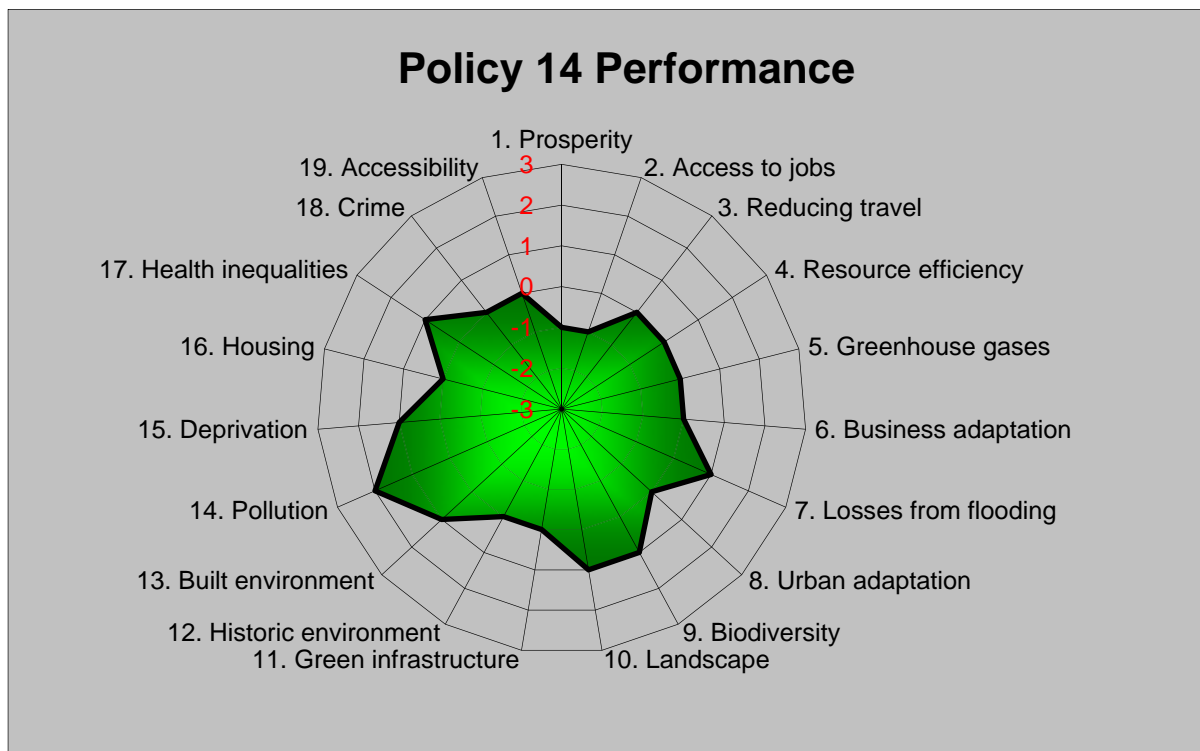 Policy 14 Performance
1. Prosperity
2. Access to jobs
3. Reducing travel
4. Resource efficiency
5. Greenhouse gases
6. Business adaptation
7. Losses from flooding
8. Urban adaptation
9. Biodiversity
10. Landscape
11. Green infrastructure
12. Historic environment
13. Built environment
14. Pollution
15. Deprivation
16. Housing
17. Health inequalities
18. Crime
19. Accessibility
3
2
1
0
-1
-2
-3